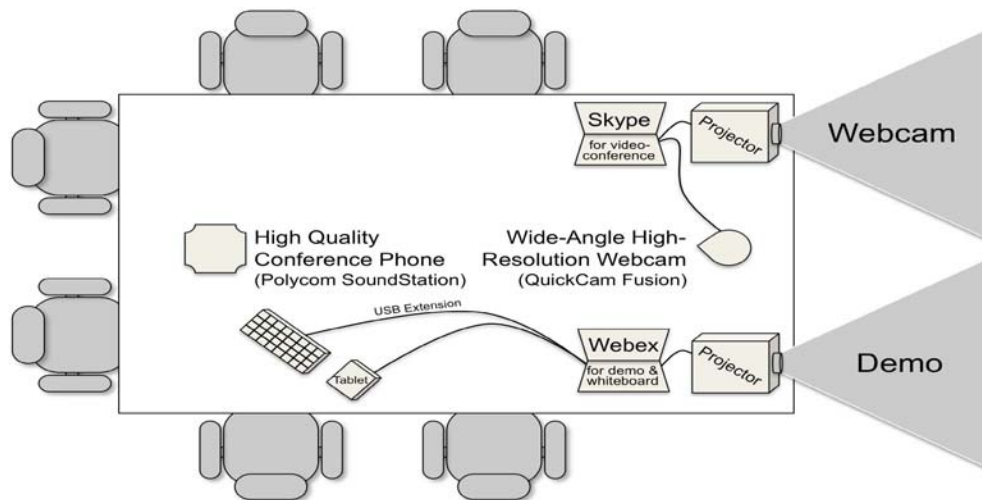 Skype
for video-
conference
Projector
Webcam
High Quality
Conference Phone
(Polycom SoundStation)
Wide-Angle High-
Resolution Webcam
(QuickCam Fusion)
USB Extension
Tablet
Webex
for demo &
whiteboard
Projector
Demo